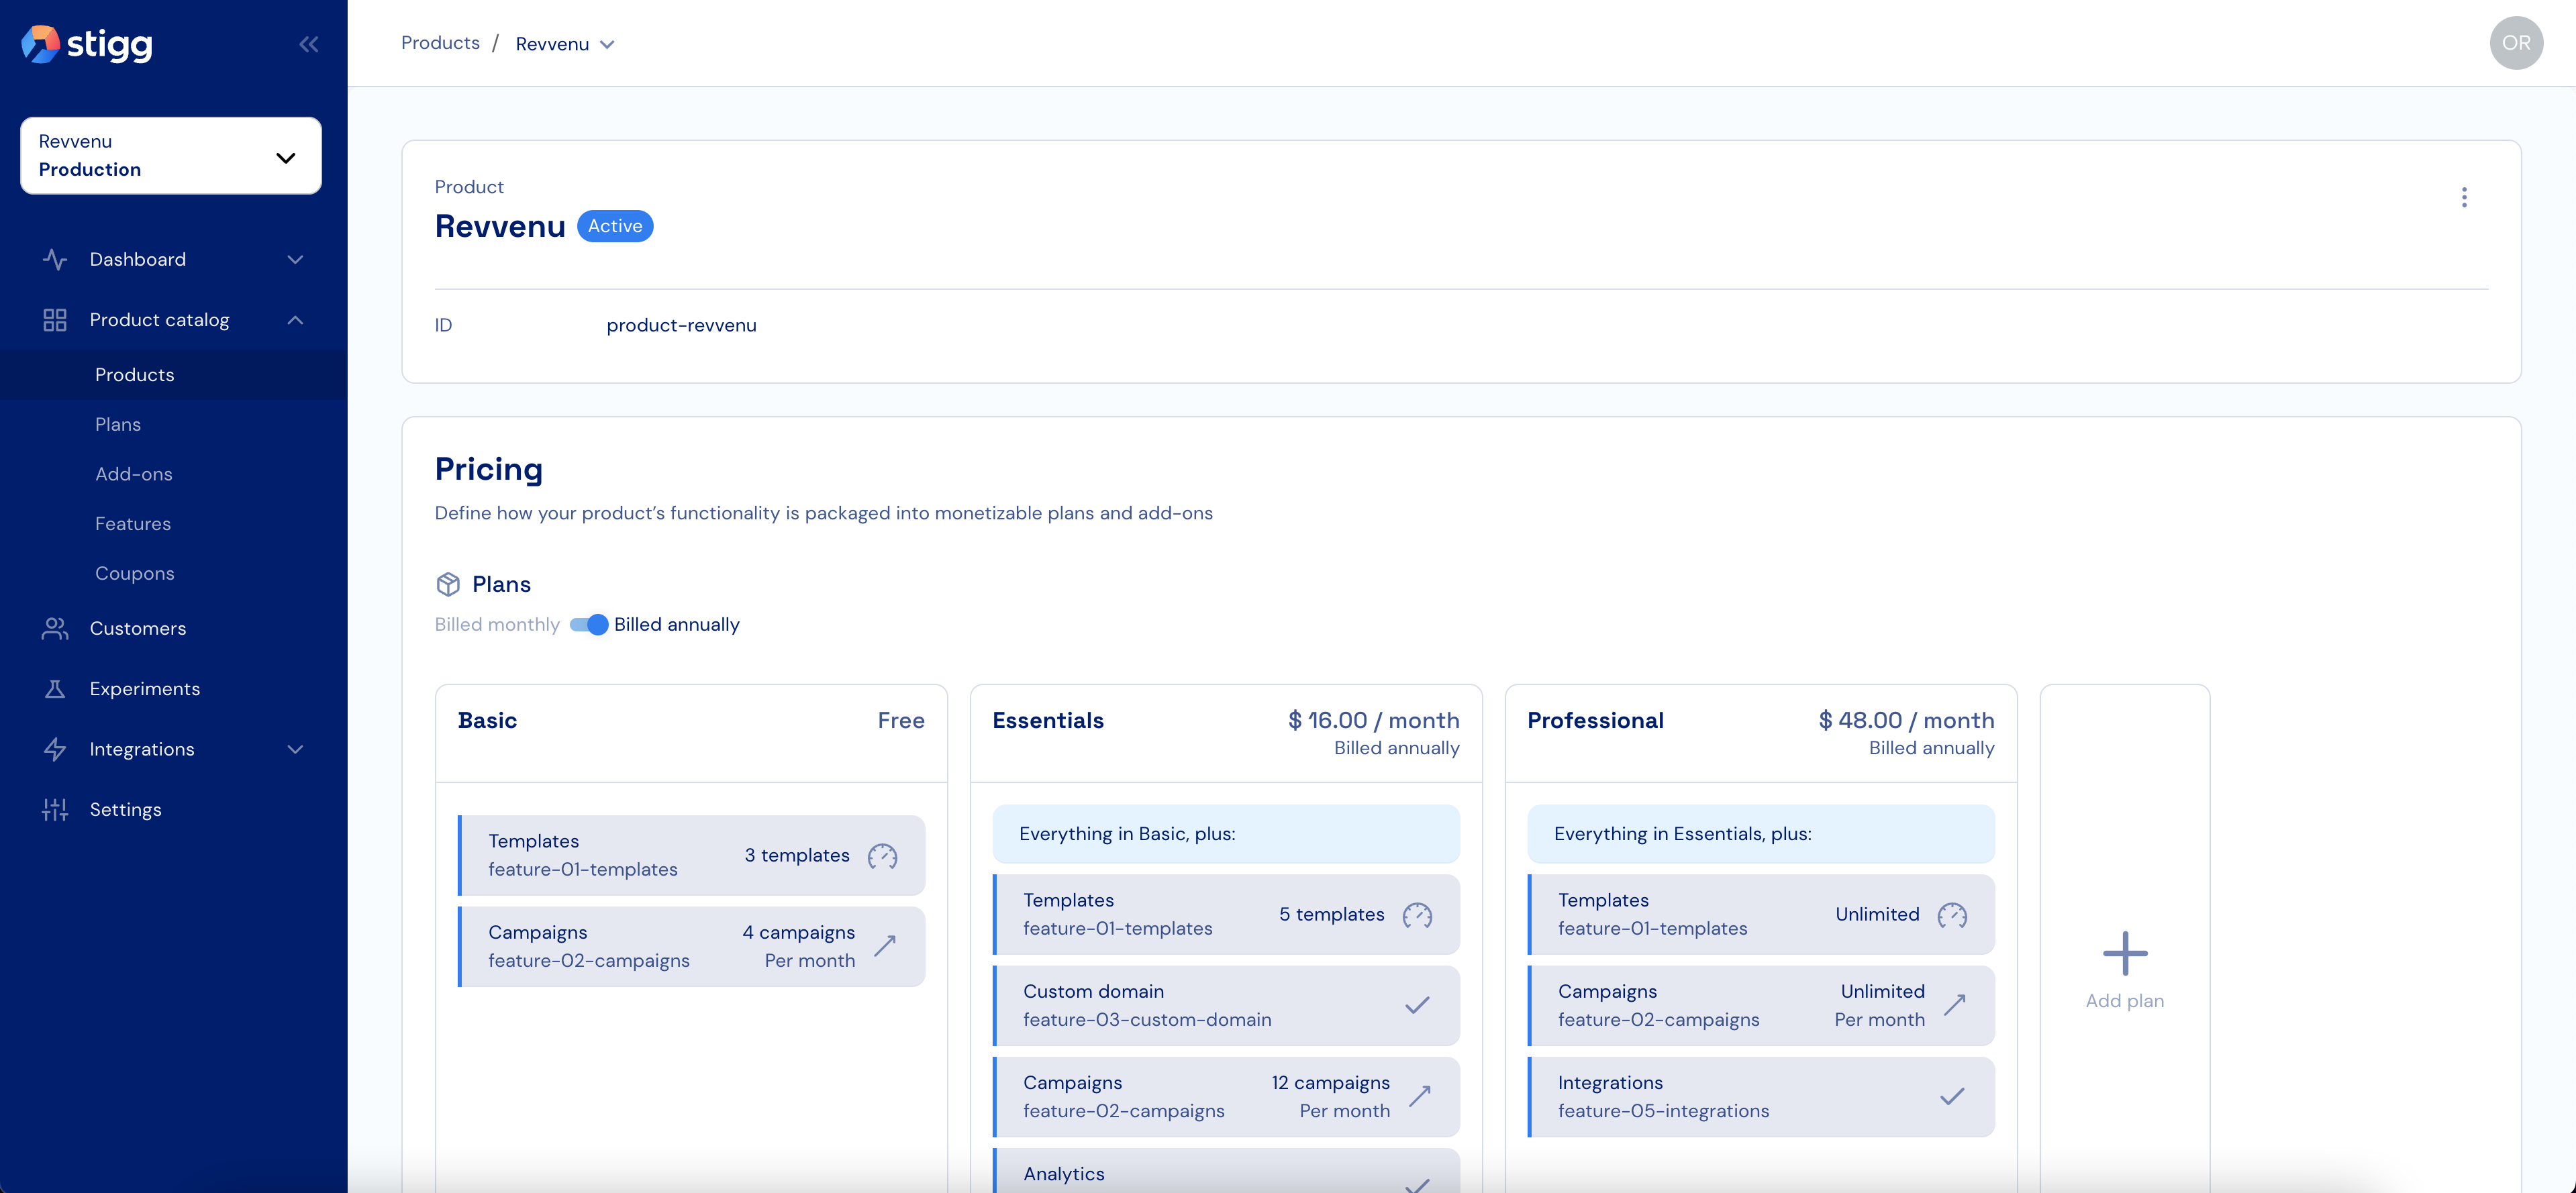 stigg
Revvenu
Production
Dashboard
Product catalog
Products
Plans
Add-ons
Features
Coupons
Customers
Experiments
Integrations
Settings
Products / Revvenu
OR
Product
Revvenu Active
ID product-revvenu
Pricing
Define how your product’s functionality is packaged into monetizable plans and add-ons
Plans
Billed monthly Billed annually
Basic Free
Templates
feature-01-templates
3 templates
Campaigns
feature-02-campaigns
4 campaigns
Per month
Essentials $ 16.00 / month
Billed annually
Everything in Basic, plus:
Templates
feature-01-templates
5 templates
Custom domain
feature-03-custom-domain
Campaigns
feature-02-campaigns
12 campaigns
Per month
Analytics
Professional $ 48.00 / month
Billed annually
Everything in Essentials, plus:
Templates
feature-01-templates
Unlimited
Campaigns
feature-02-campaigns
Unlimited
Per month
Integrations
feature-05-integrations
Add plan